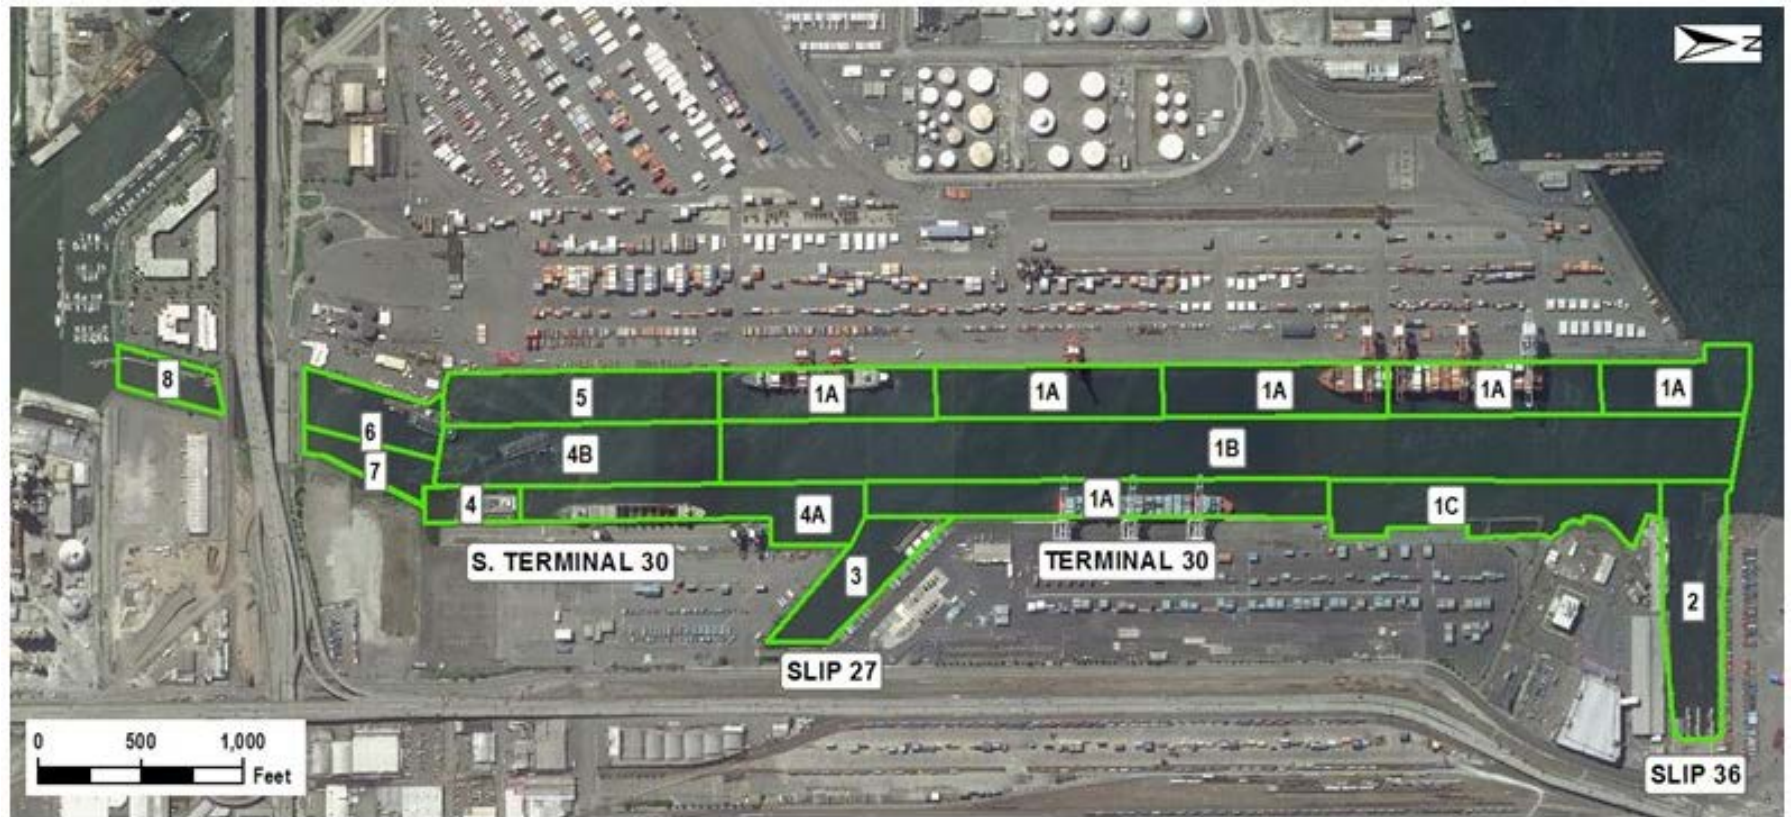 N
8
6
7
5
4B
4
4A
1A
1A
1A
1A
1A
1B
1A
1C
3
2
S. TERMINAL 30
TERMINAL 30
SLIP 27
SLIP 36
0 500 1,000
Feet